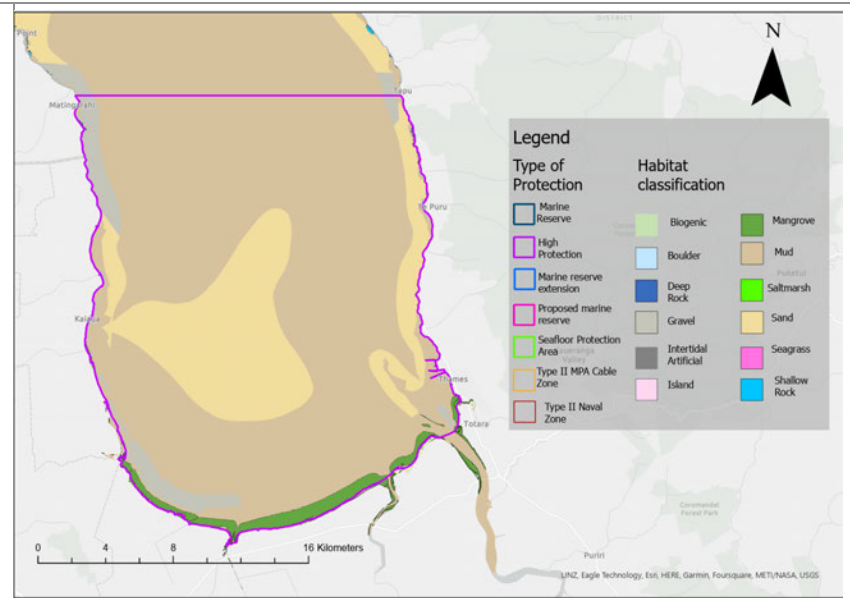 DISTRICT
Point
N
Matingarahi
Tapu
Te Puru
Kaiaua
Thames
Totara
Puriri
Coromandel
Forest Park
Legend
Type of
Protection
Marine
Reserve
High
Protection
Marine reserve
extension
Proposed marine
reserve
Seafloor Protection
Area
Type II MPA Cable
Zone
Type II Naval
Zone
Habitat
classification
Biogenic
Boulder
Deep
Rock
Gravel
Intertidal
Artificial
Island
Mangrove
Mud
Saltmarsh
Sand
Seagrass
Shallow
Rock
Valley
0 4 8 16 Kilometers
LINZ, Eagle Technology, Esri, HERE, Garmin, Foursquare, METI/NASA, USGS